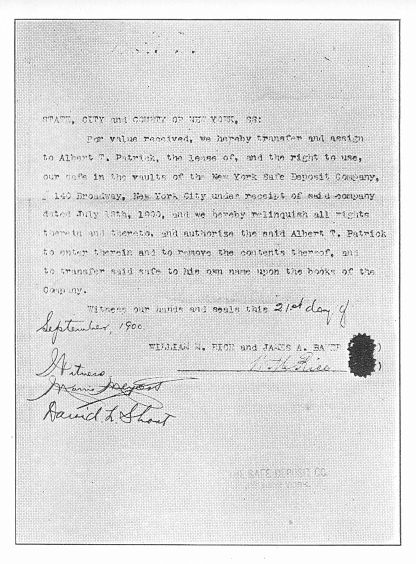 STATE, CITY and COUNTY OF NEW YORK, SS:
For value received, we hereby transfer and assign
to Albert T. Patrick, the lease of, and the right to use,
our safe in the vaults of the New York Safe Deposit Company,
140 Broadway, New York City under receipt of said company
dated July 18th, 1900, and we hereby relinquish all rights
therein and thereto, and authorize the said Albert T. Patrick
to enter therein and to remove the contents thereof, and
to transfer said safe to his own name upon the books of the
Company.
Witness our hands and seals this 21st day of
September, 1900.
WILLIAM M. RICE and JAMES A. BAKER )
W. M. Rice )
Witness
Morris Meyers
David L. Short
SAFE DEPOSIT CO.